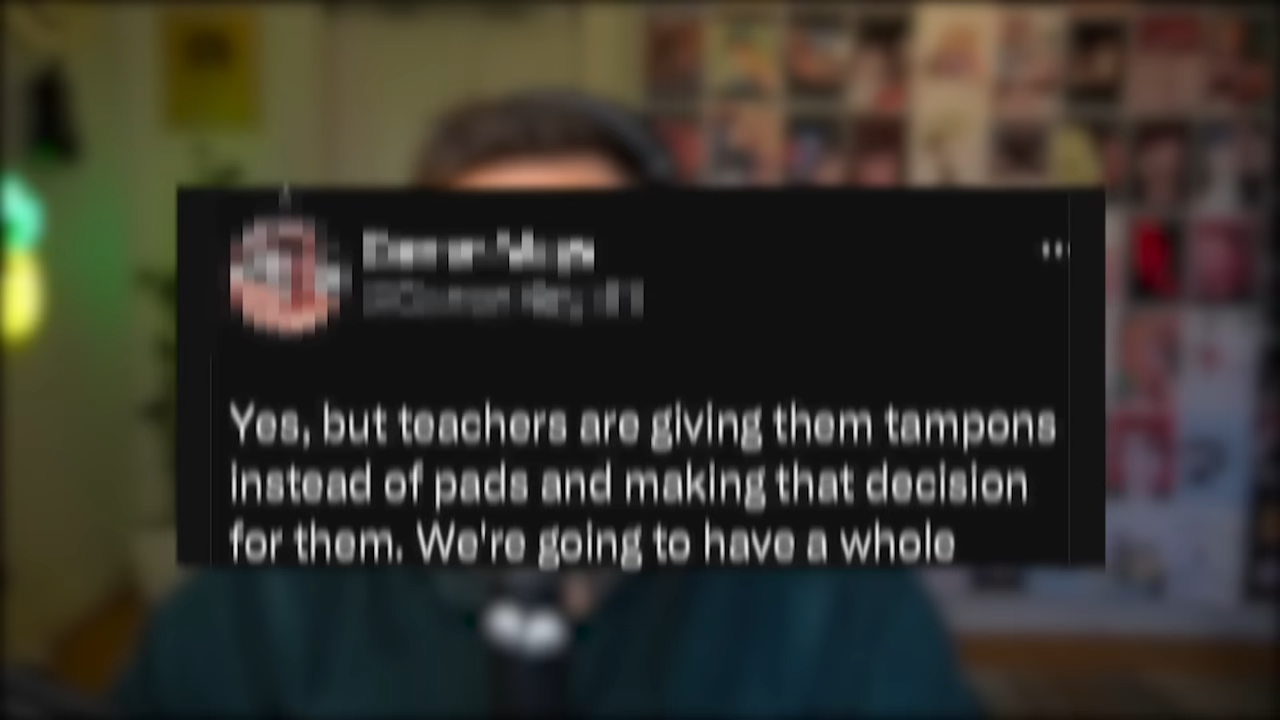 Yes, but teachers are giving them tampons
instead of pads and making that decision
for them. We're going to have a whole